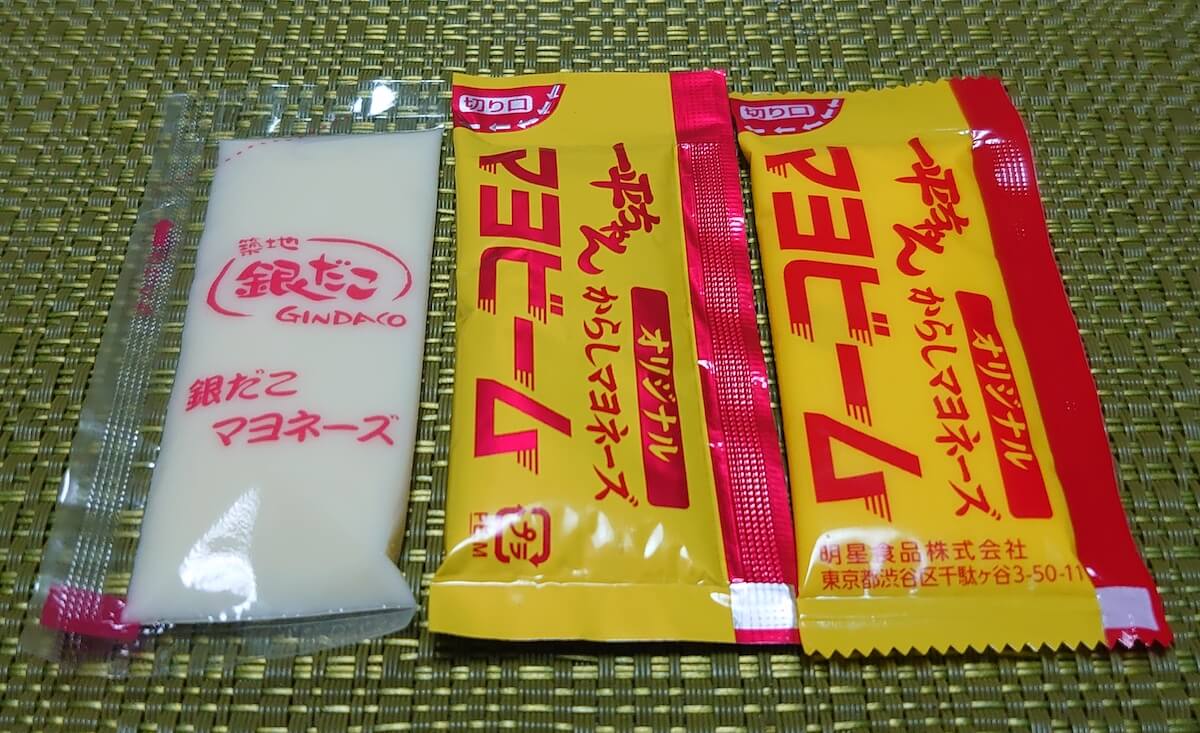 築地
銀だこ
GINDACO
銀だこ
マヨネーズ
切り口
一平ちゃん
マヨビーム
からしマヨネーズ
オリジナル
プラ
切り口
一平ちゃん
マヨビーム
からしマヨネーズ
オリジナル
明星食品株式会社
東京都渋谷区千駄ヶ谷3-50-11